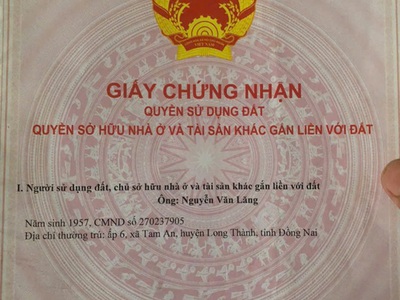 VIỆT NAM
GIẤY CHỨNG NHẬN
QUYỀN SỬ DỤNG ĐẤT
QUYỀN SỞ HỮU NHÀ Ở VÀ TÀI SẢN KHÁC GẮN LIỀN VỚI ĐẤT
I. Người sử dụng đất, chủ sở hữu nhà ở và tài sản khác gắn liền với đất
Ông: Nguyễn Văn Lãng
Năm sinh 1957, CMND số 270237905
Địa chỉ thường trú: ấp 6, xã Tam An, huyện Long Thành, tỉnh Đồng Nai